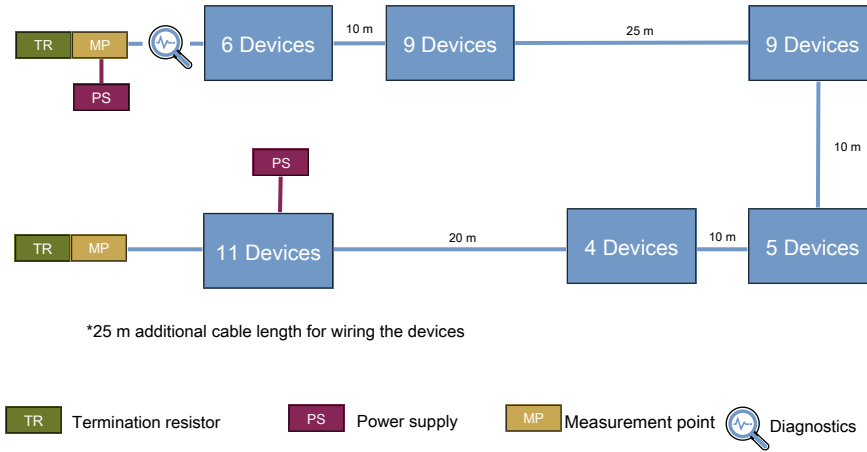 TR MP 6 Devices 10 m 9 Devices 25 m 9 Devices
PS
10 m
PS
TR MP 11 Devices 20 m 4 Devices 10 m 5 Devices
*25 m additional cable length for wiring the devices
TR Termination resistor PS Power supply MP Measurement point Diagnostics